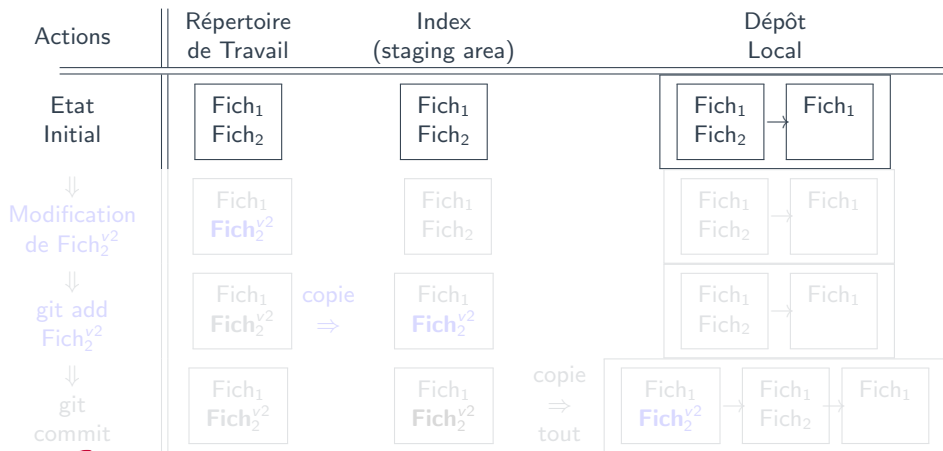 Actions
Répertoire
de Travail
Index
(staging area)
Dépôt
Local
Etat
Initial
Fich₁
Fich₂
Fich₁
Fich₂
Fich₁
Fich₂
→
Fich₁
⇓
Modification
de Fich₂ᵛ²
Fich₁
Fich₂ᵛ²
Fich₁
Fich₂
Fich₁
Fich₂
→
Fich₁
⇓
git add
Fich₂ᵛ²
Fich₁
Fich₂ᵛ²
copie
⇒
Fich₁
Fich₂ᵛ²
Fich₁
Fich₂
→
Fich₁
⇓
git
commit
Fich₁
Fich₂ᵛ²
Fich₁
Fich₂ᵛ²
copie
⇒
tout
Fich₁
Fich₂ᵛ²
→
Fich₁
Fich₂
→
Fich₁